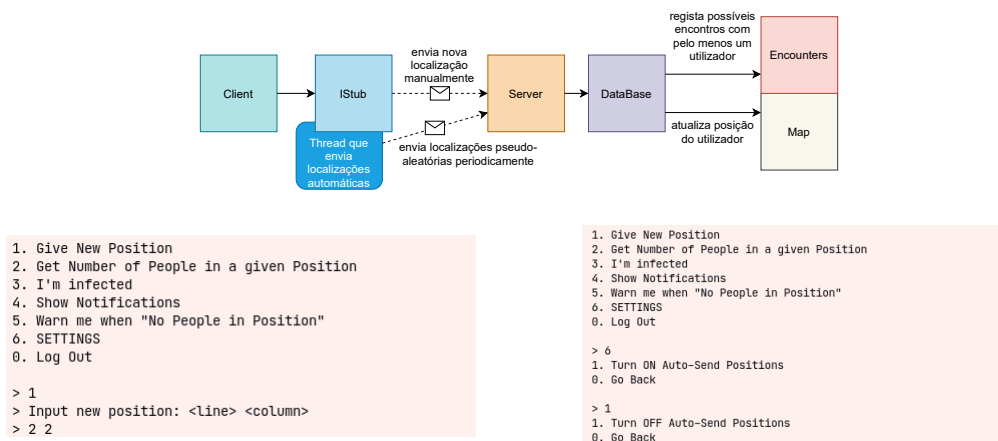 Client
IStub
envia nova
localização
manualmente
Thread que
envia
localizações
automáticas
envia localizações pseudo-
aleatórias periodicamente
Server
DataBase
regista possíveis
encontros com
pelo menos um
utilizador
atualiza posição
do utilizador
Encounters
Map
1. Give New Position
2. Get Number of People in a given Position
3. I'm infected
4. Show Notifications
5. Warn me when "No People in Position"
6. SETTINGS
0. Log Out
> 1
> Input new position: <line> <column>
> 2 2
1. Give New Position
2. Get Number of People in a given Position
3. I'm infected
4. Show Notifications
5. Warn me when "No People in Position"
6. SETTINGS
0. Log Out
> 6
1. Turn ON Auto-Send Positions
0. Go Back
> 1
1. Turn OFF Auto-Send Positions
0. Go Back